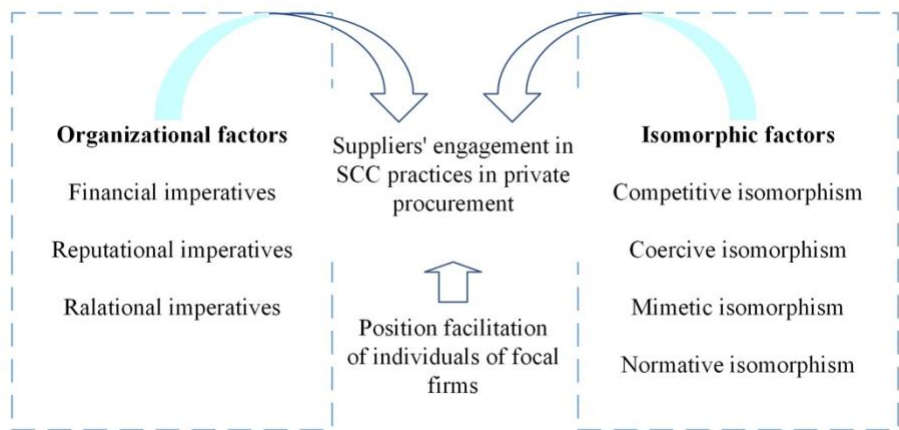 Organizational factors
Financial imperatives
Reputational imperatives
Ralational imperatives
Suppliers' engagement in
SCC practices in private
procurement
Position facilitation
of individuals of focal
firms
Isomorphic factors
Competitive isomorphism
Coercive isomorphism
Mimetic isomorphism
Normative isomorphism